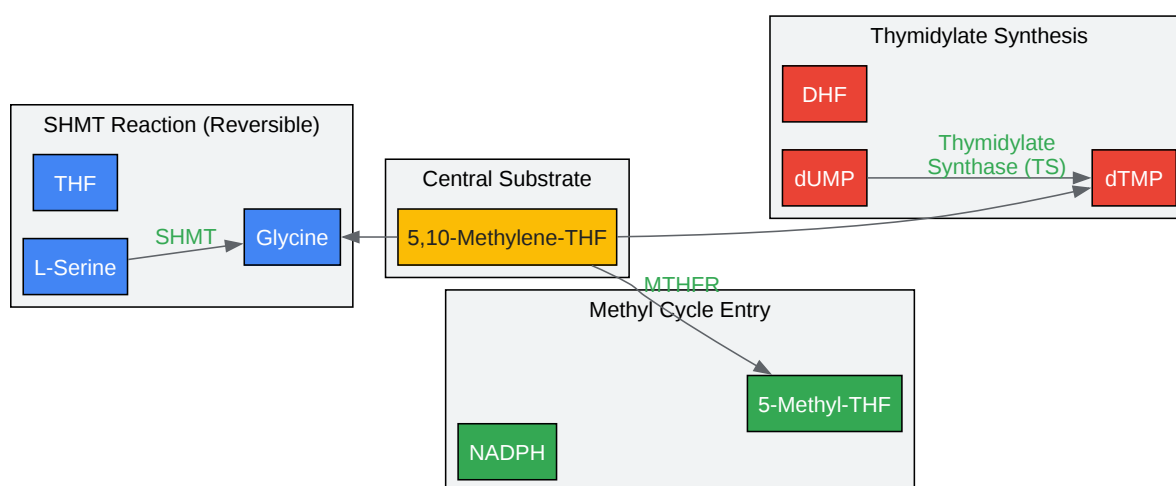 Thymidylate Synthesis
DHF
Thymidylate
Synthase (TS)
dUMP
dTMP
SHMT Reaction (Reversible)
THF
SHMT
Glycine
L-Serine
Central Substrate
5,10-Methylene-THF
MTHFR
Methyl Cycle Entry
5-Methyl-THF
NADPH